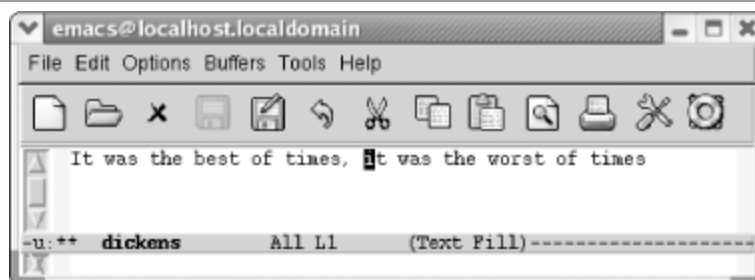 emacs@localhost.localdomain
File Edit Options Buffers Tools Help
It was the best of times, it was the worst of times
-u:** dickens All L1 (Text Fill)--------------------